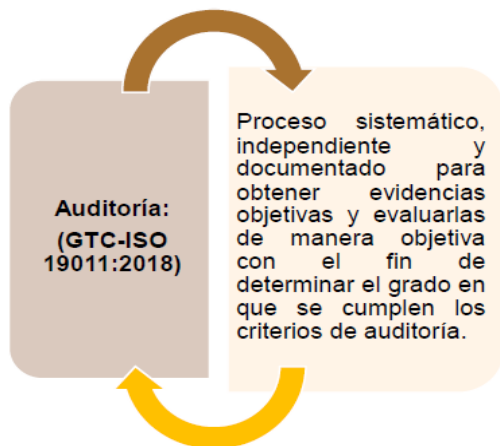 Auditoría:
(GTC-ISO
19011:2018)
Proceso sistemático,
independiente y
documentado para
obtener evidencias
objetivas y evaluarlas
de manera objetiva
con el fin de
determinar el grado en
que se cumplen los
criterios de auditoría.